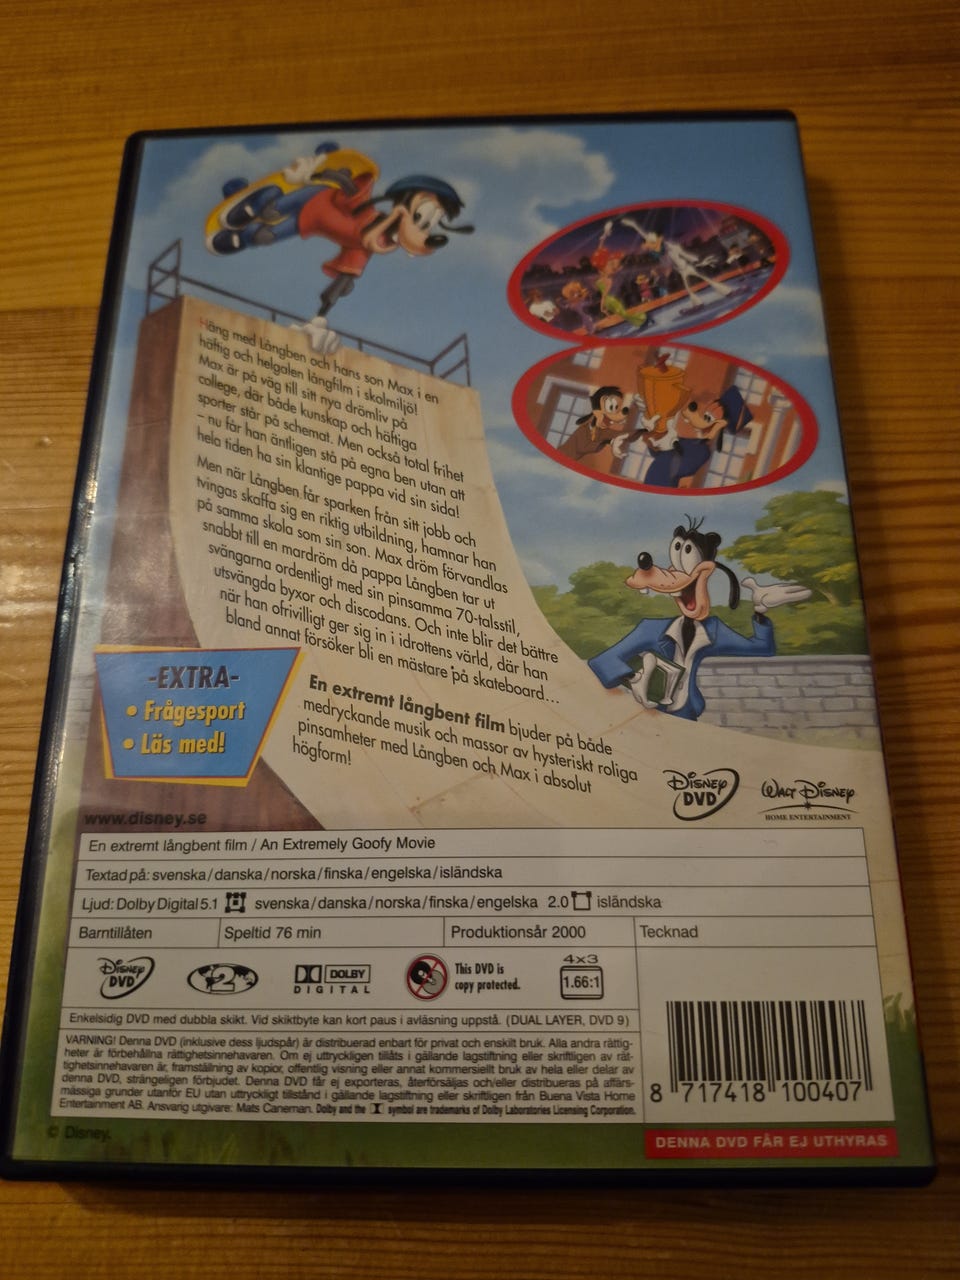 Häng med Långben och hans son Max i en
häftig och helgalen långfilm i skolmiljö!
Max är på väg till sitt nya drömliv på
college, där både kunskap och häftiga
sporter står på schemat. Men också total frihet
– nu får han äntligen stå på egna ben utan att
hela tiden ha sin klantige pappa vid sin sida!
Men när Långben får sparken från sitt jobb och
tvingas skaffa sig en riktig utbildning, hamnar han
på samma skola som sin son. Max dröm förvandlas
snabbt till en mardröm då pappa Långben tar ut
svängarna ordentligt med sin pinsamma 70-talsstil,
utsvängda byxor och discodans. Och inte blir det bättre
när han ofrivilligt ger sig in i idrottens värld, där han
bland annat försöker bli en mästare på skateboard...
En extremt långbent film bjuder på både
medryckande musik och massor av hysteriskt roliga
pinsamheter med Långben och Max i absolut
högform!
-EXTRA-
• Frågesport
• Läs med!
Disney DVD
Walt Disney
HOME ENTERTAINMENT
www.disney.se
En extremt långbent film / An Extremely Goofy Movie
Textad på: svenska/danska/norska/finska/engelska/isländska
Ljud: Dolby Digital 5.1 svenska/danska/norska/finska/engelska 2.0 isländska
Barntillåten Speltid 76 min Produktionsår 2000 Tecknad
Disney DVD
2
DOLBY
DIGITAL
This DVD is
copy protected.
4x3
1.66:1
Enkelsidig DVD med dubbla skikt. Vid skiktbyte kan kort paus i avläsning uppstå. (DUAL LAYER, DVD 9)
VARNING! Denna DVD (inklusive dess ljudspår) är distribuerad enbart för privat och enskilt bruk. Alla andra rättig-
heter är förbehållna rättighetsinnehavaren. Om ej uttryckligen tillåts i gällande lagstiftning eller skriftligen av rät-
tighetsinnehavaren är, framställning av kopior, offentlig visning eller annat kommersiellt bruk av hela eller delar av
denna DVD, strängeligen förbjudet. Denna DVD får ej exporteras, återförsäljas och/eller distribueras på affärs-
mässiga grunder utanför EU utan uttryckligt tillstånd i gällande lagstiftning eller skriftligen från Buena Vista Home
Entertainment AB. Ansvarig utgivare: Mats Caneman. Dolby and the symbol are trademarks of Dolby Laboratories Licensing Corporation.
8 717418 100407
© Disney.
DENNA DVD FÅR EJ UTHYRAS